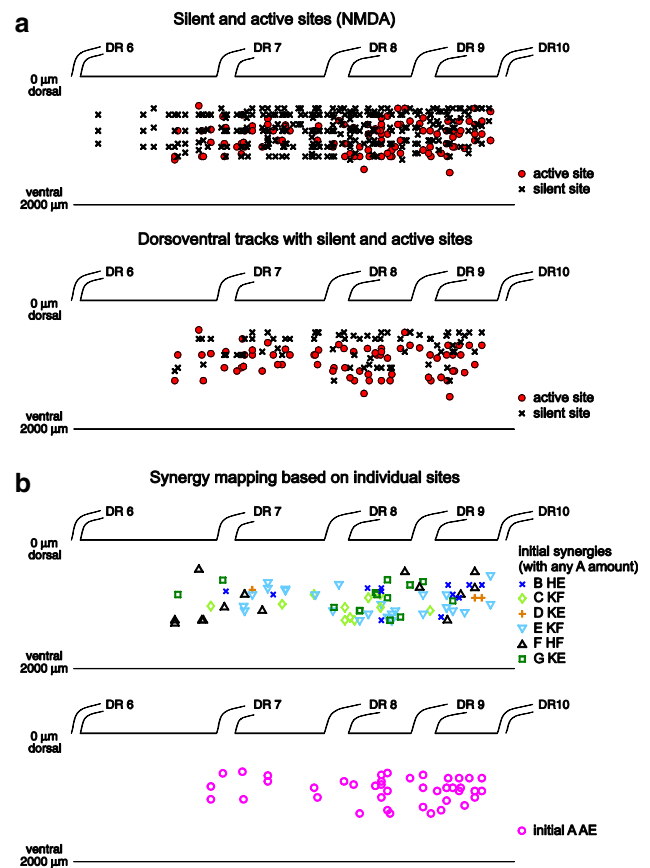 a
Silent and active sites (NMDA)
DR 6
DR 7
DR 8
DR 9
DR10
0 µm
dorsal
active site
silent site
ventral
2000 µm
Dorsoventral tracks with silent and active sites
DR 6
DR 7
DR 8
DR 9
DR10
0 µm
dorsal
active site
silent site
ventral
2000 µm
b
Synergy mapping based on individual sites
DR 6
DR 7
DR 8
DR 9
DR10
0 µm
dorsal
Initial synergies
(with any A amount)
B HE
C KF
D KE
E KF
F HF
G KE
ventral
2000 µm
DR 6
DR 7
DR 8
DR 9
DR10
0 µm
dorsal
initial A AE
ventral
2000 µm